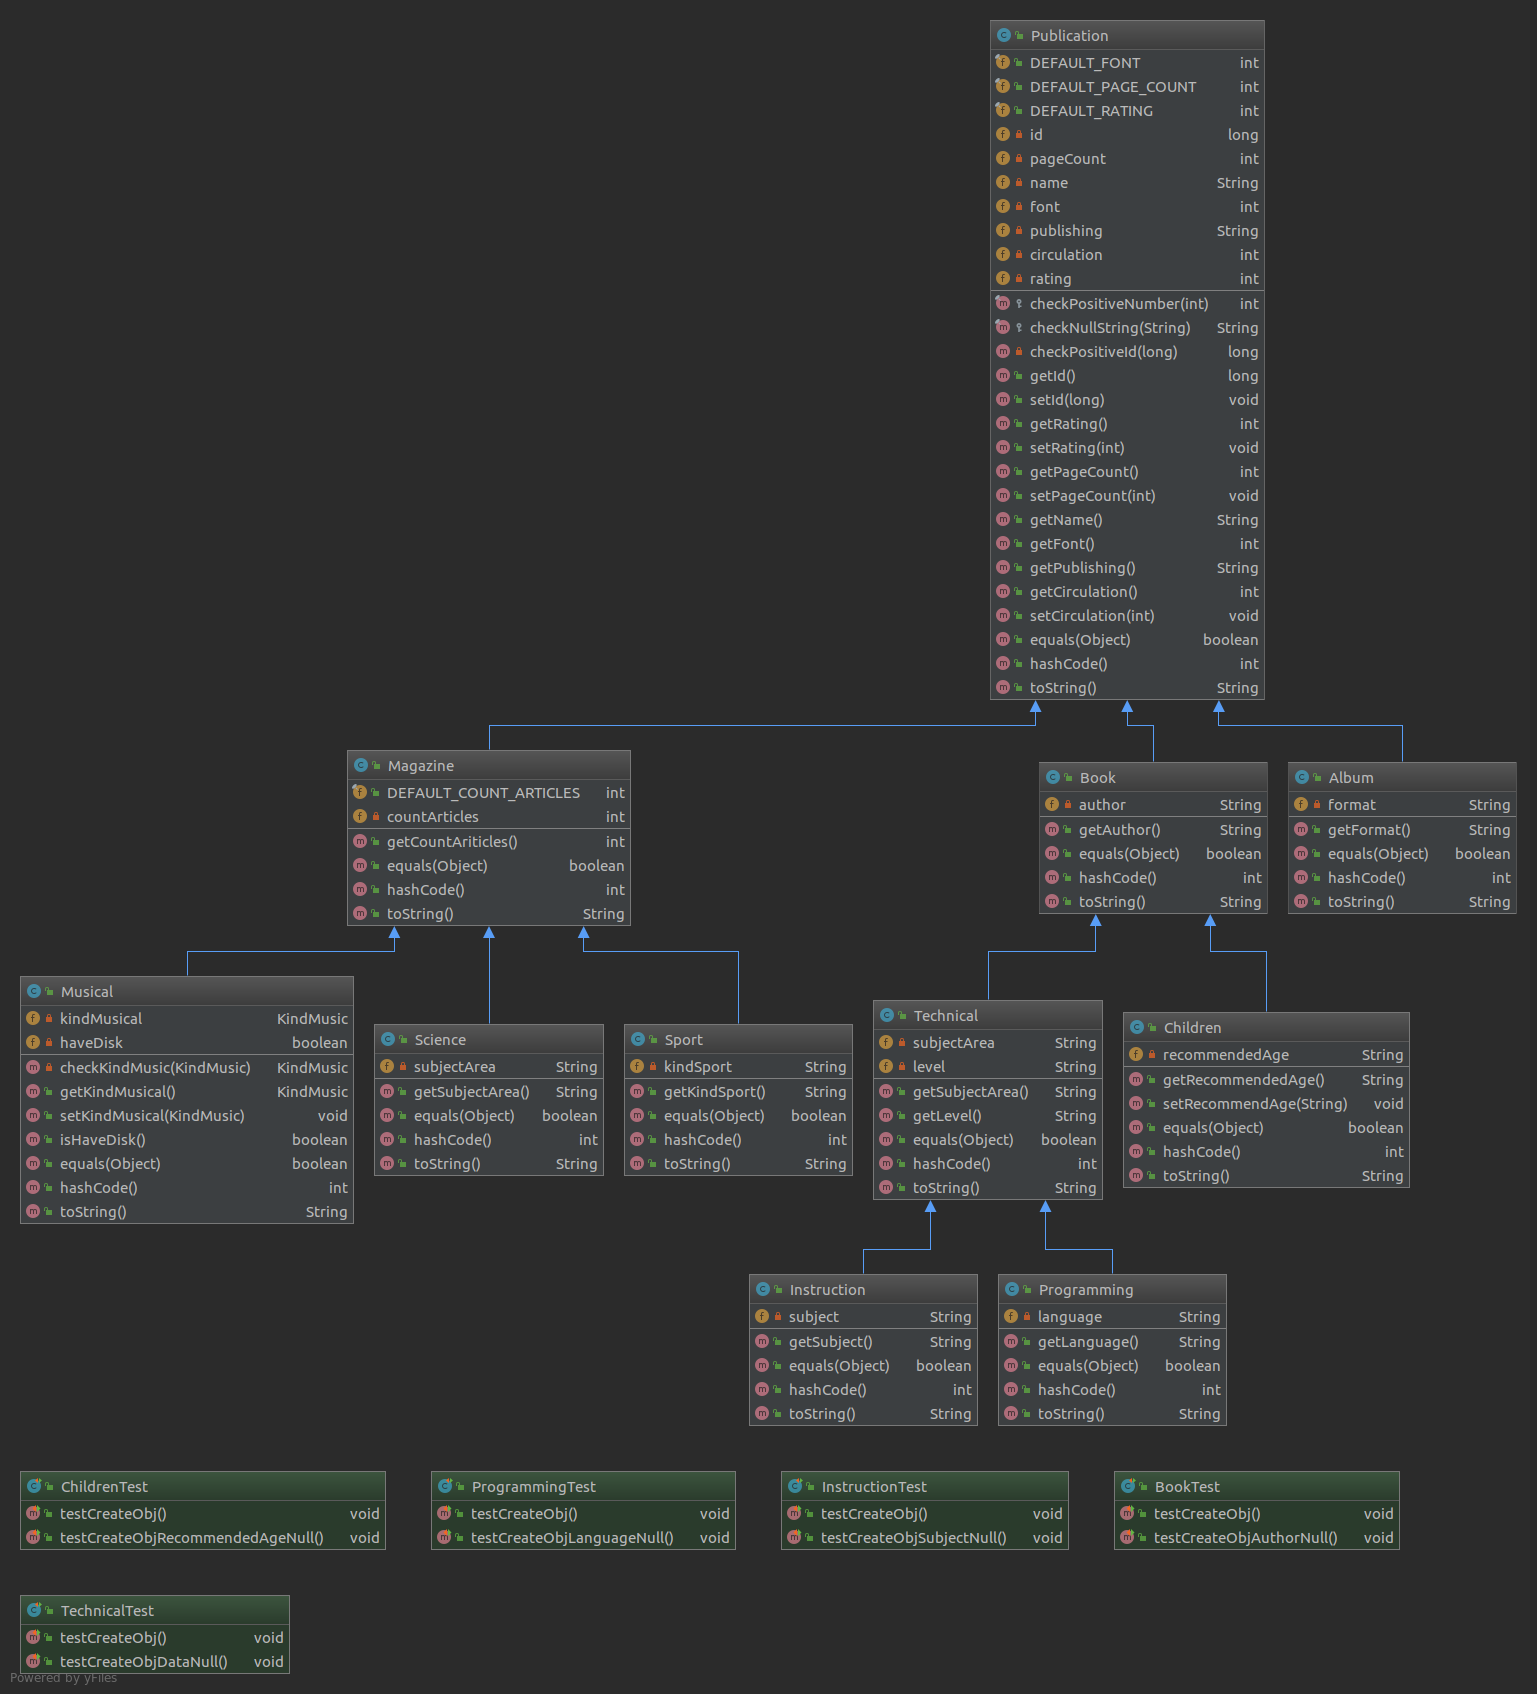 Publication
DEFAULT_FONT int
DEFAULT_PAGE_COUNT int
DEFAULT_RATING int
id long
pageCount int
name String
font int
publishing String
circulation int
rating int
checkPositiveNumber(int) int
checkNullString(String) String
checkPositiveId(long) long
getId() long
setId(long) void
getRating() int
setRating(int) void
getPageCount() int
setPageCount(int) void
getName() String
getFont() int
getPublishing() String
getCirculation() int
setCirculation(int) void
equals(Object) boolean
hashCode() int
toString() String
Magazine
DEFAULT_COUNT_ARTICLES int
countArticles int
getCountAriticles() int
equals(Object) boolean
hashCode() int
toString() String
Book
author String
getAuthor() String
equals(Object) boolean
hashCode() int
toString() String
Album
format String
getFormat() String
equals(Object) boolean
hashCode() int
toString() String
Musical
kindMusical KindMusic
haveDisk boolean
checkKindMusic(KindMusic) KindMusic
getKindMusical() KindMusic
setKindMusical(KindMusic) void
isHaveDisk() boolean
equals(Object) boolean
hashCode() int
toString() String
Science
subjectArea String
getSubjectArea() String
equals(Object) boolean
hashCode() int
toString() String
Sport
kindSport String
getKindSport() String
equals(Object) boolean
hashCode() int
toString() String
Technical
subjectArea String
level String
getSubjectArea() String
getLevel() String
equals(Object) boolean
hashCode() int
toString() String
Children
recommendedAge String
getRecommendedAge() String
setRecommendAge(String) void
equals(Object) boolean
hashCode() int
toString() String
Instruction
subject String
getSubject() String
equals(Object) boolean
hashCode() int
toString() String
Programming
language String
getLanguage() String
equals(Object) boolean
hashCode() int
toString() String
ChildrenTest
testCreateObj() void
testCreateObjRecommendedAgeNull() void
ProgrammingTest
testCreateObj() void
testCreateObjLanguageNull() void
InstructionTest
testCreateObj() void
testCreateObjSubjectNull() void
BookTest
testCreateObj() void
testCreateObjAuthorNull() void
TechnicalTest
testCreateObj() void
testCreateObjDataNull() void
Powered by yFiles